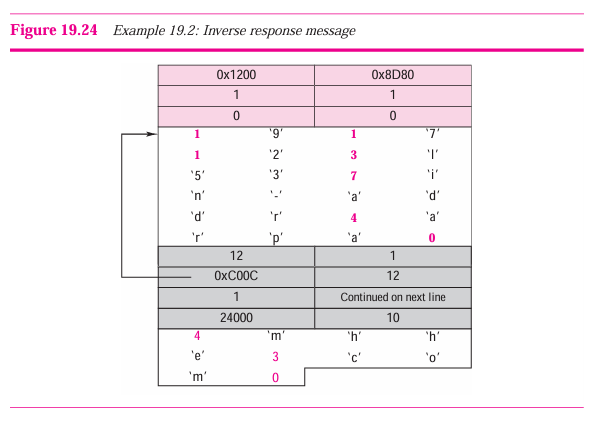 Figure 19.24 Example 19.2: Inverse response message
0x1200 0x8D80
1 1
0 0
1 '9' 1 '7'
1 '2' 3 'I'
'5' '3' 7 'i'
'n' '-' 'a' 'd'
'd' 'r' 4 'a'
'r' 'p' 'a' 0
12 1
0xC00C 12
1 Continued on next line
24000 10
4 'm' 'h' 'h'
'e' 3 'c' 'o'
'm' 0